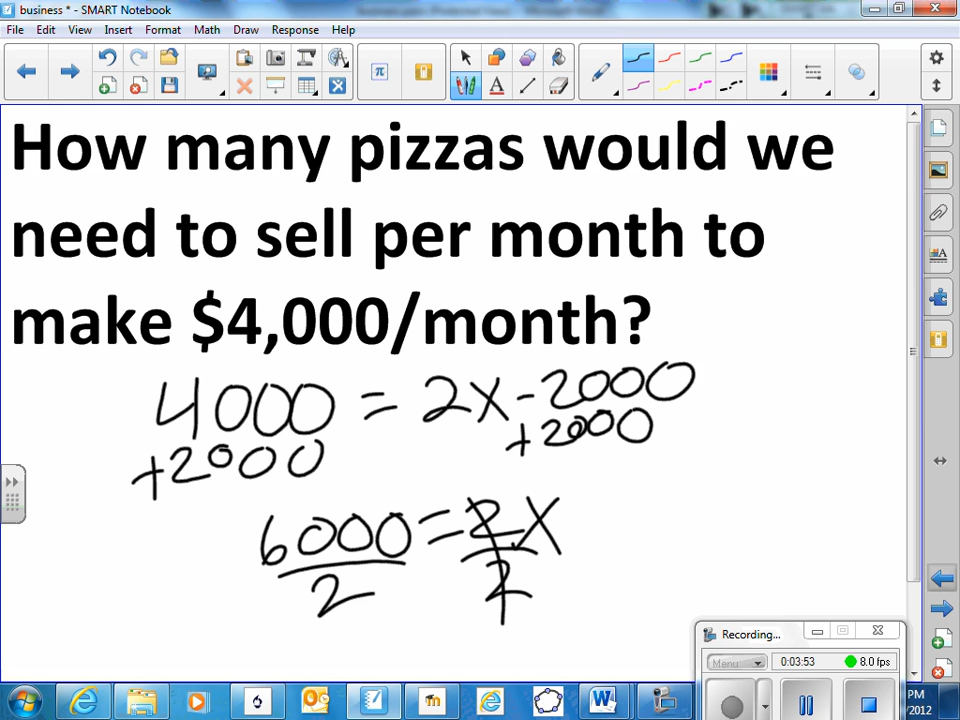 business * - SMART Notebook
File Edit View Insert Format Math Draw Response Help
How many pizzas would we
need to sell per month to
make $4,000/month?
4000 = 2x - 2000
+2000 +2000
6000 = 2x
2 2
Recording...
Menu 0:03:53 8.0 fps
PM
/2012